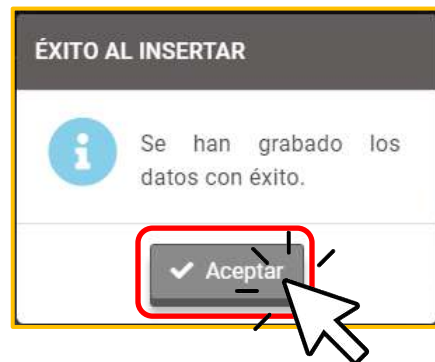 ÉXITO AL INSERTAR
Se han grabado los
datos con éxito.
Aceptar